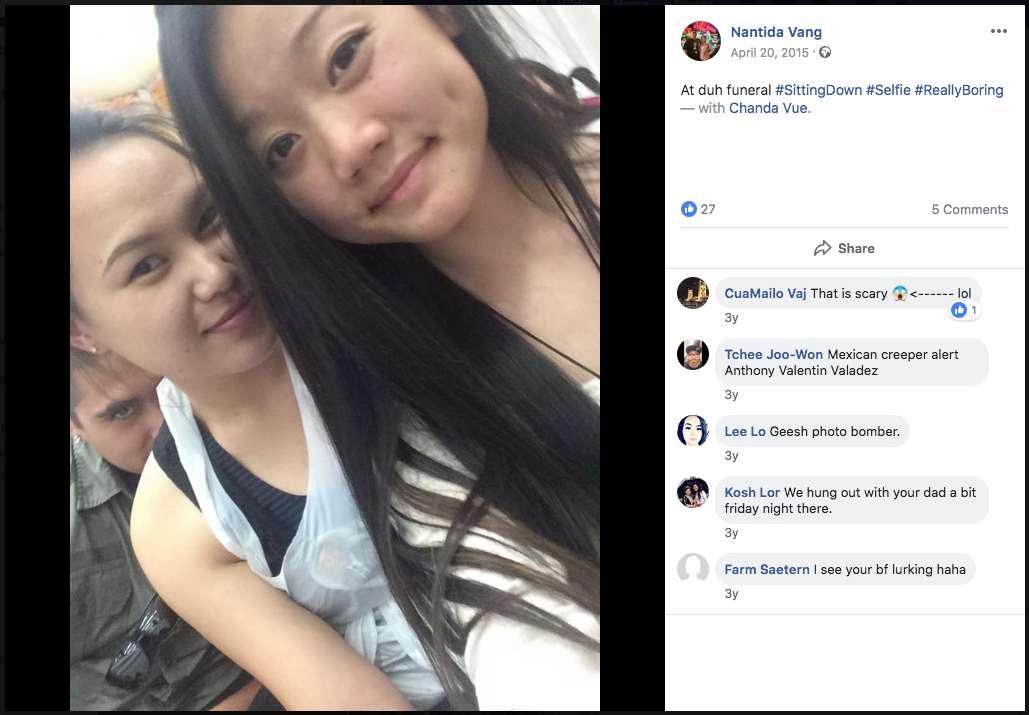 Nantida Vang
April 20, 2015 ·
At duh funeral #SittingDown #Selfie #ReallyBoring
— with Chanda Vue.
27
5 Comments
Share
CuaMailo Vaj That is scary 😱<------ lol
1
3y
Tchee Joo-Won Mexican creeper alert
Anthony Valentin Valadez
3y
Lee Lo Geesh photo bomber.
3y
Kosh Lor We hung out with your dad a bit
friday night there.
3y
Farm Saetern I see your bf lurking haha
3y